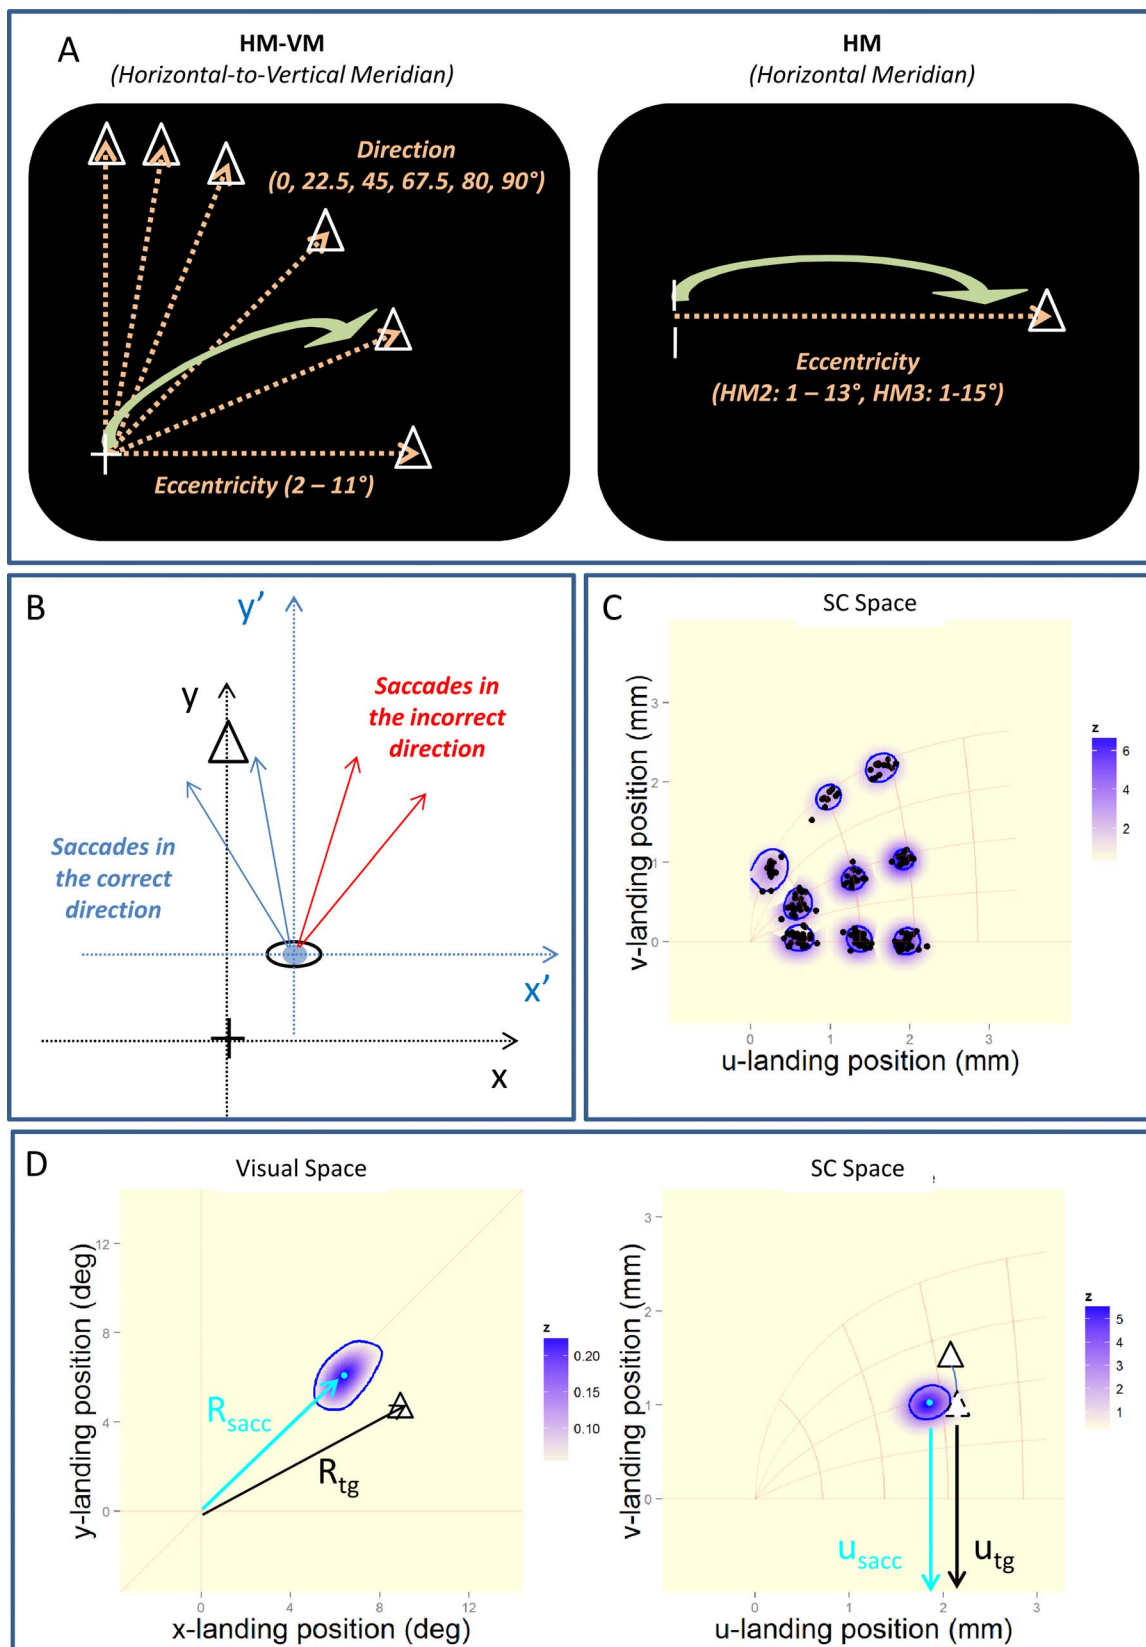 A
HM-VM
(Horizontal-to-Vertical Meridian)
HM
(Horizontal Meridian)
Direction
(0, 22.5, 45, 67.5, 80, 90°)
Eccentricity (2 – 11°)
Eccentricity
(HM2: 1 – 13°, HM3: 1-15°)
B
y’
y
Saccades in
the incorrect
direction
Saccades in
the correct
direction
x’
x
C
SC Space
v-landing position (mm)
3
2
1
0
0 1 2 3
u-landing position (mm)
z
6
4
2
D
Visual Space
y-landing position (deg)
12
8
4
0
Rsacc
Rtg
0 4 8 12
x-landing position (deg)
z
0.20
0.15
0.10
SC Space
v-landing position (mm)
3
2
1
0
usacc
utg
0 1 2 3
u-landing position (mm)
z
5
4
3
2
1